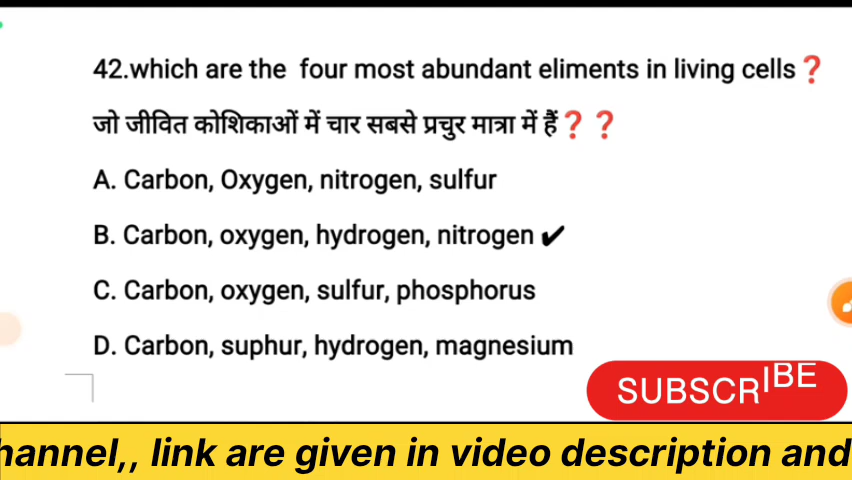 42.which are the four most abundant eliments in living cells❓
जो जीवित कोशिकाओं में चार सबसे प्रचुर मात्रा में हैं❓❓
A. Carbon, Oxygen, nitrogen, sulfur
B. Carbon, oxygen, hydrogen, nitrogen ✔
C. Carbon, oxygen, sulfur, phosphorus
D. Carbon, suphur, hydrogen, magnesium
SUBSCRIBE
hannel,, link are given in video description and